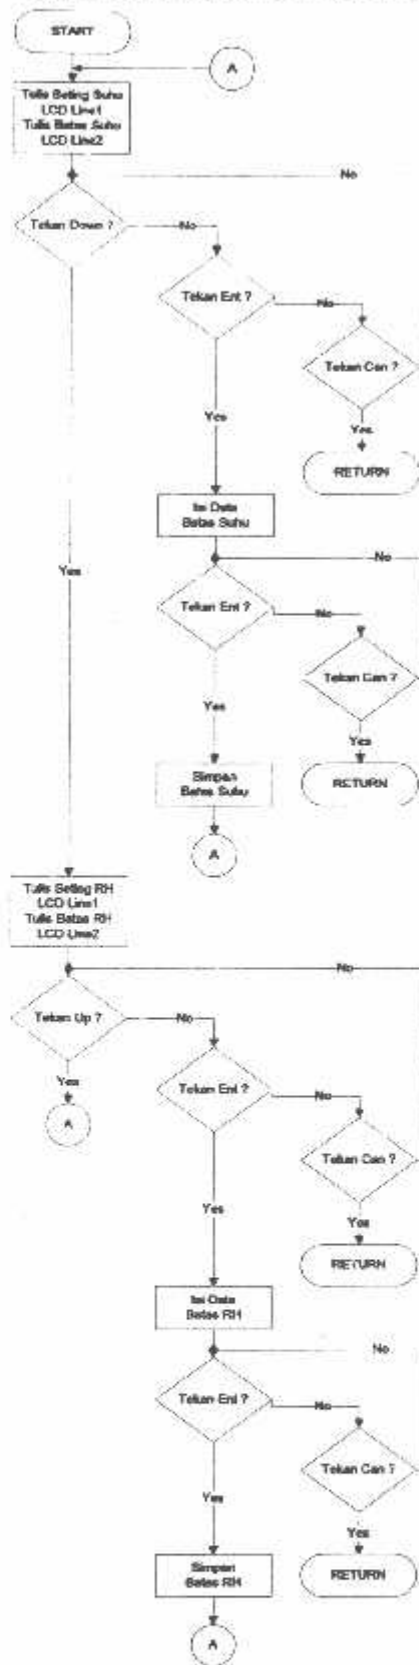 START
A
Tulis Seting Suhu
LCD Line1
Tulis Batas Suhu
LCD Line2
No
Tekan Down ?
No
Tekan Ent ?
No
Tekan Can ?
Yes
Yes
RETURN
Isi Data
Batas Suhu
No
Yes
Tekan Ent ?
No
Tekan Can ?
Yes
Yes
Simpan
Batas Suhu
RETURN
A
Tulis Seting RH
LCD Line1
Tulis Batas RH
LCD Line2
No
Tekan Up ?
No
Yes
Tekan Ent ?
No
A
Tekan Can ?
Yes
Yes
RETURN
Isi Data
Batas RH
No
Tekan Ent ?
No
Tekan Can ?
Yes
Yes
Simpan
Batas RH
RETURN
A